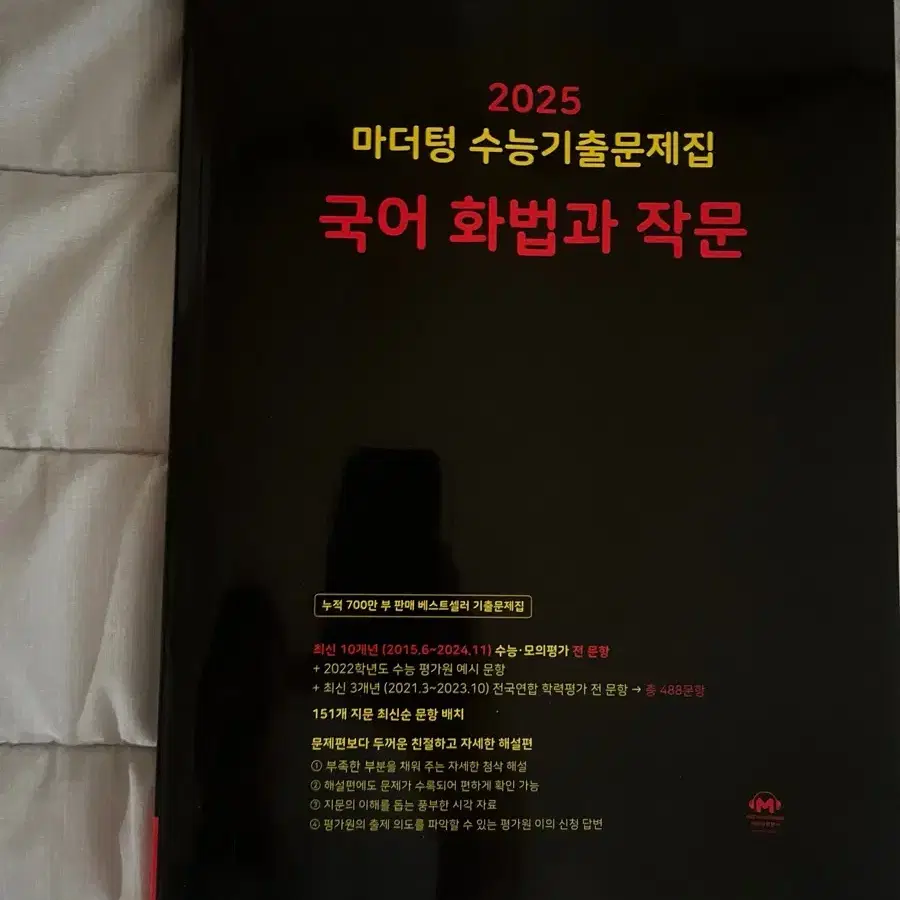 2025
마더텅 수능기출문제집
국어 화법과 작문
누적 700만 부 판매 베스트셀러 기출문제집
최신 10개년 (2015.6~2024.11) 수능·모의평가 전 문항
+ 2022학년도 수능 평가원 예시 문항
+ 최신 3개년 (2021.3~2023.10) 전국연합 학력평가 전 문항 → 총 488문항
151개 지문 최신순 문항 배치
문제편보다 두꺼운 친절하고 자세한 해설편
① 부족한 부분을 채워 주는 자세한 첨삭 해설
② 해설편에도 문제가 수록되어 편하게 확인 가능
③ 지문의 이해를 돕는 풍부한 시각 자료
④ 평가원의 출제 의도를 파악할 수 있는 평가원 이의 신청 답변
M